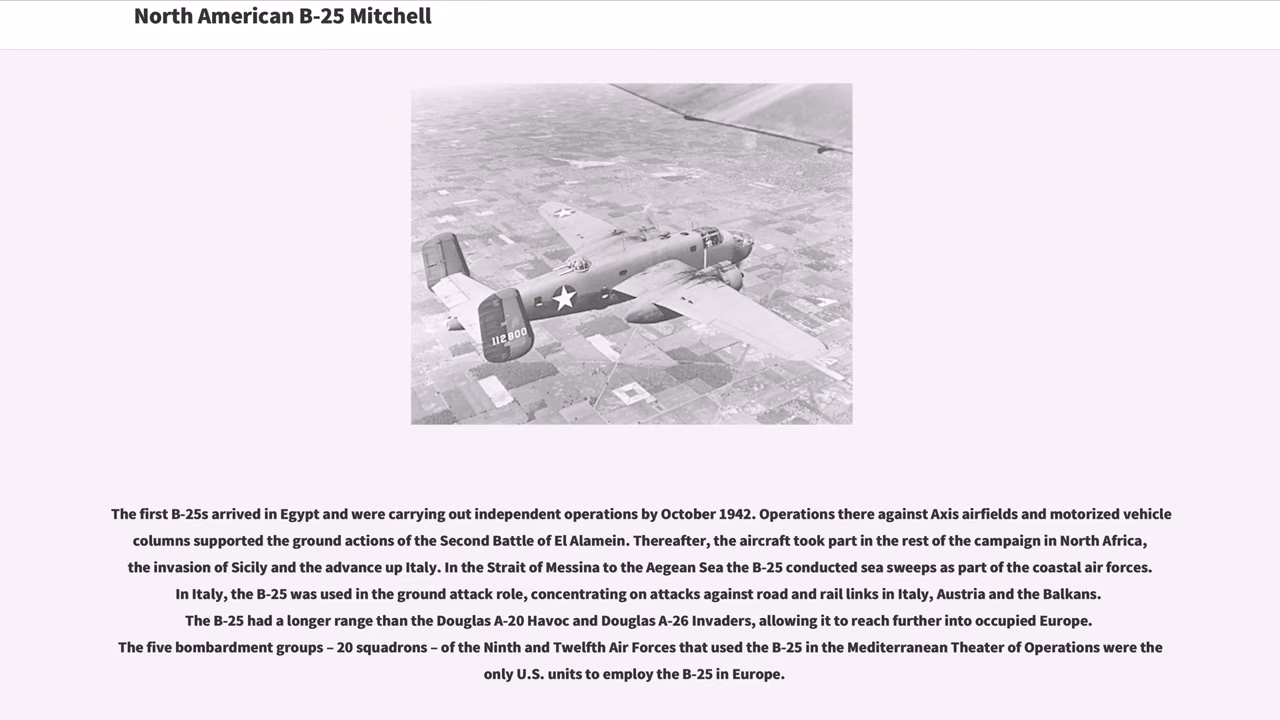 North American B-25 Mitchell
112800
The first B-25s arrived in Egypt and were carrying out independent operations by October 1942. Operations there against Axis airfields and motorized vehicle
columns supported the ground actions of the Second Battle of El Alamein. Thereafter, the aircraft took part in the rest of the campaign in North Africa,
the invasion of Sicily and the advance up Italy. In the Strait of Messina to the Aegean Sea the B-25 conducted sea sweeps as part of the coastal air forces.
In Italy, the B-25 was used in the ground attack role, concentrating on attacks against road and rail links in Italy, Austria and the Balkans.
The B-25 had a longer range than the Douglas A-20 Havoc and Douglas A-26 Invaders, allowing it to reach further into occupied Europe.
The five bombardment groups – 20 squadrons – of the Ninth and Twelfth Air Forces that used the B-25 in the Mediterranean Theater of Operations were the
only U.S. units to employ the B-25 in Europe.